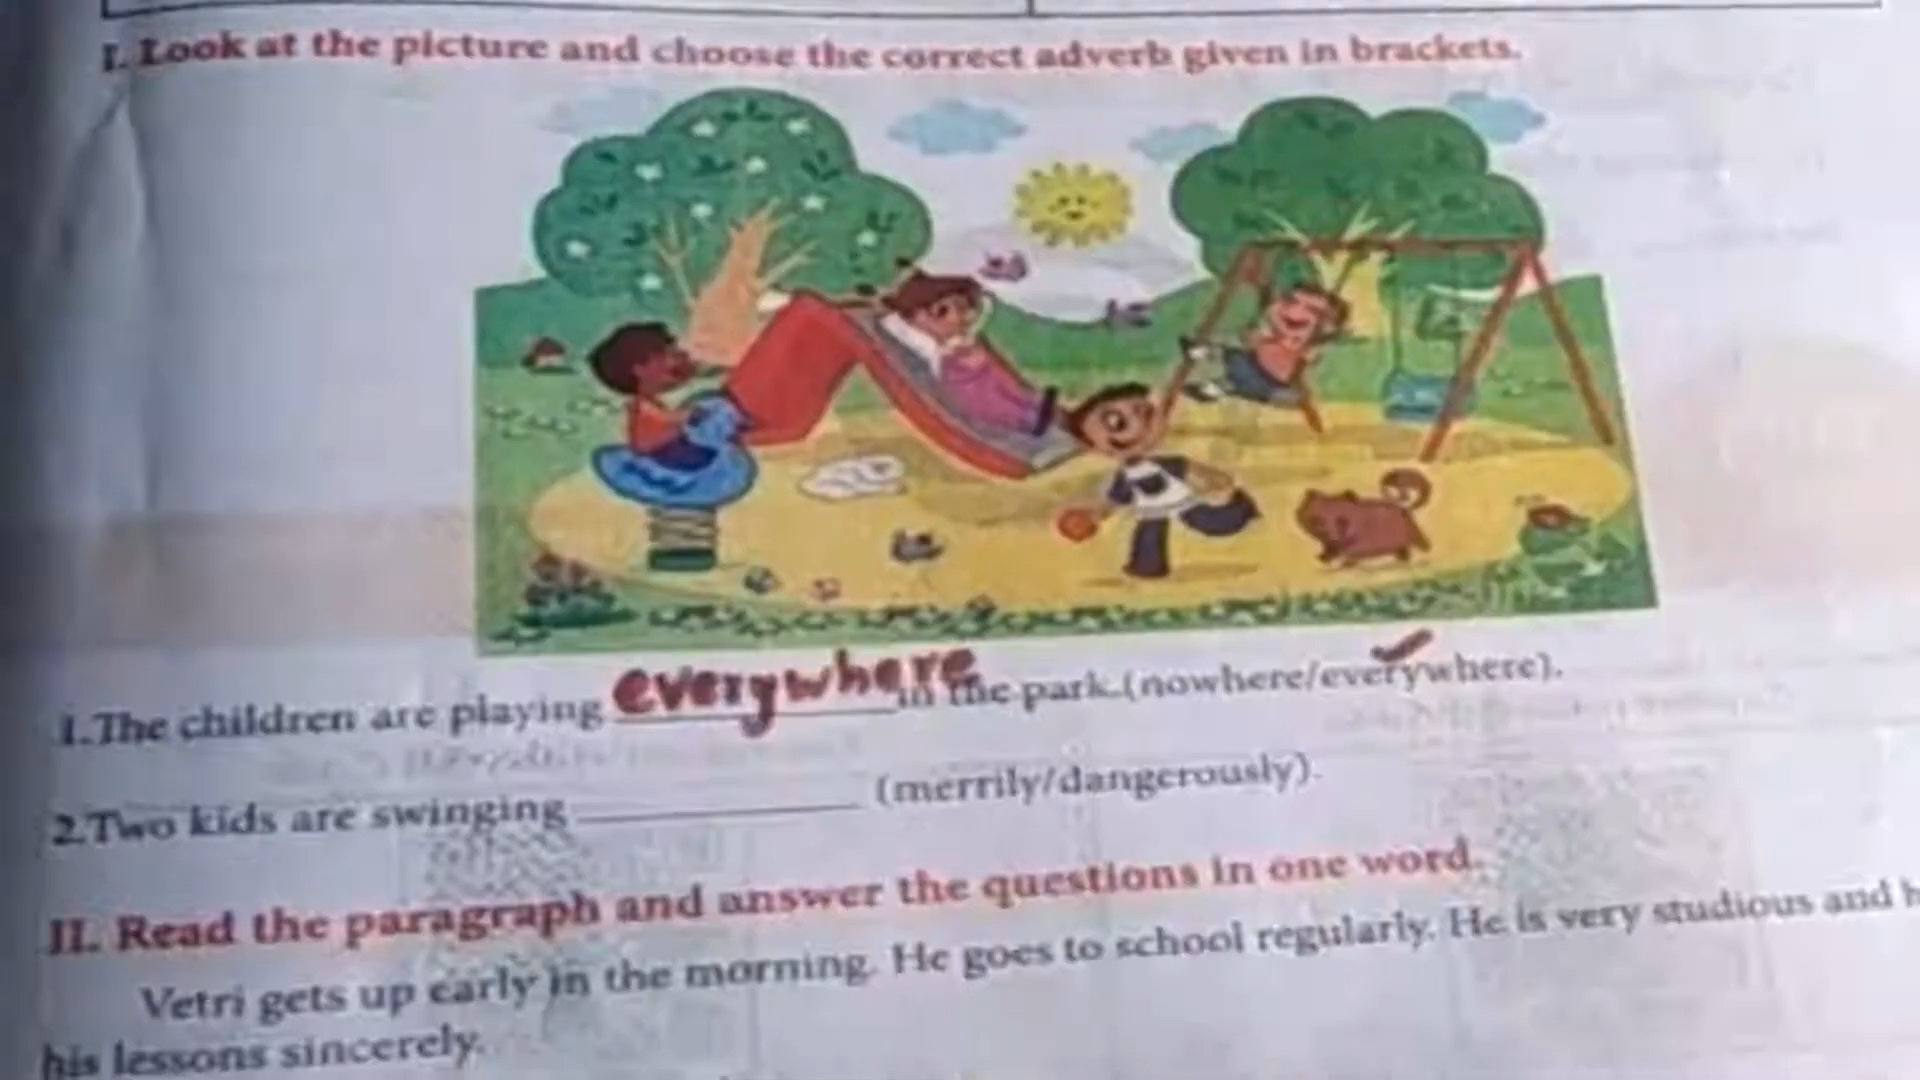 I. Look at the picture and choose the correct adverb given in brackets.
1.The children are playing everywhere in the park.(nowhere/everywhere).
2.Two kids are swinging __________ (merrily/dangerously).
II. Read the paragraph and answer the questions in one word.
Vetri gets up early in the morning. He goes to school regularly. He is very studious and
his lessons sincerely.